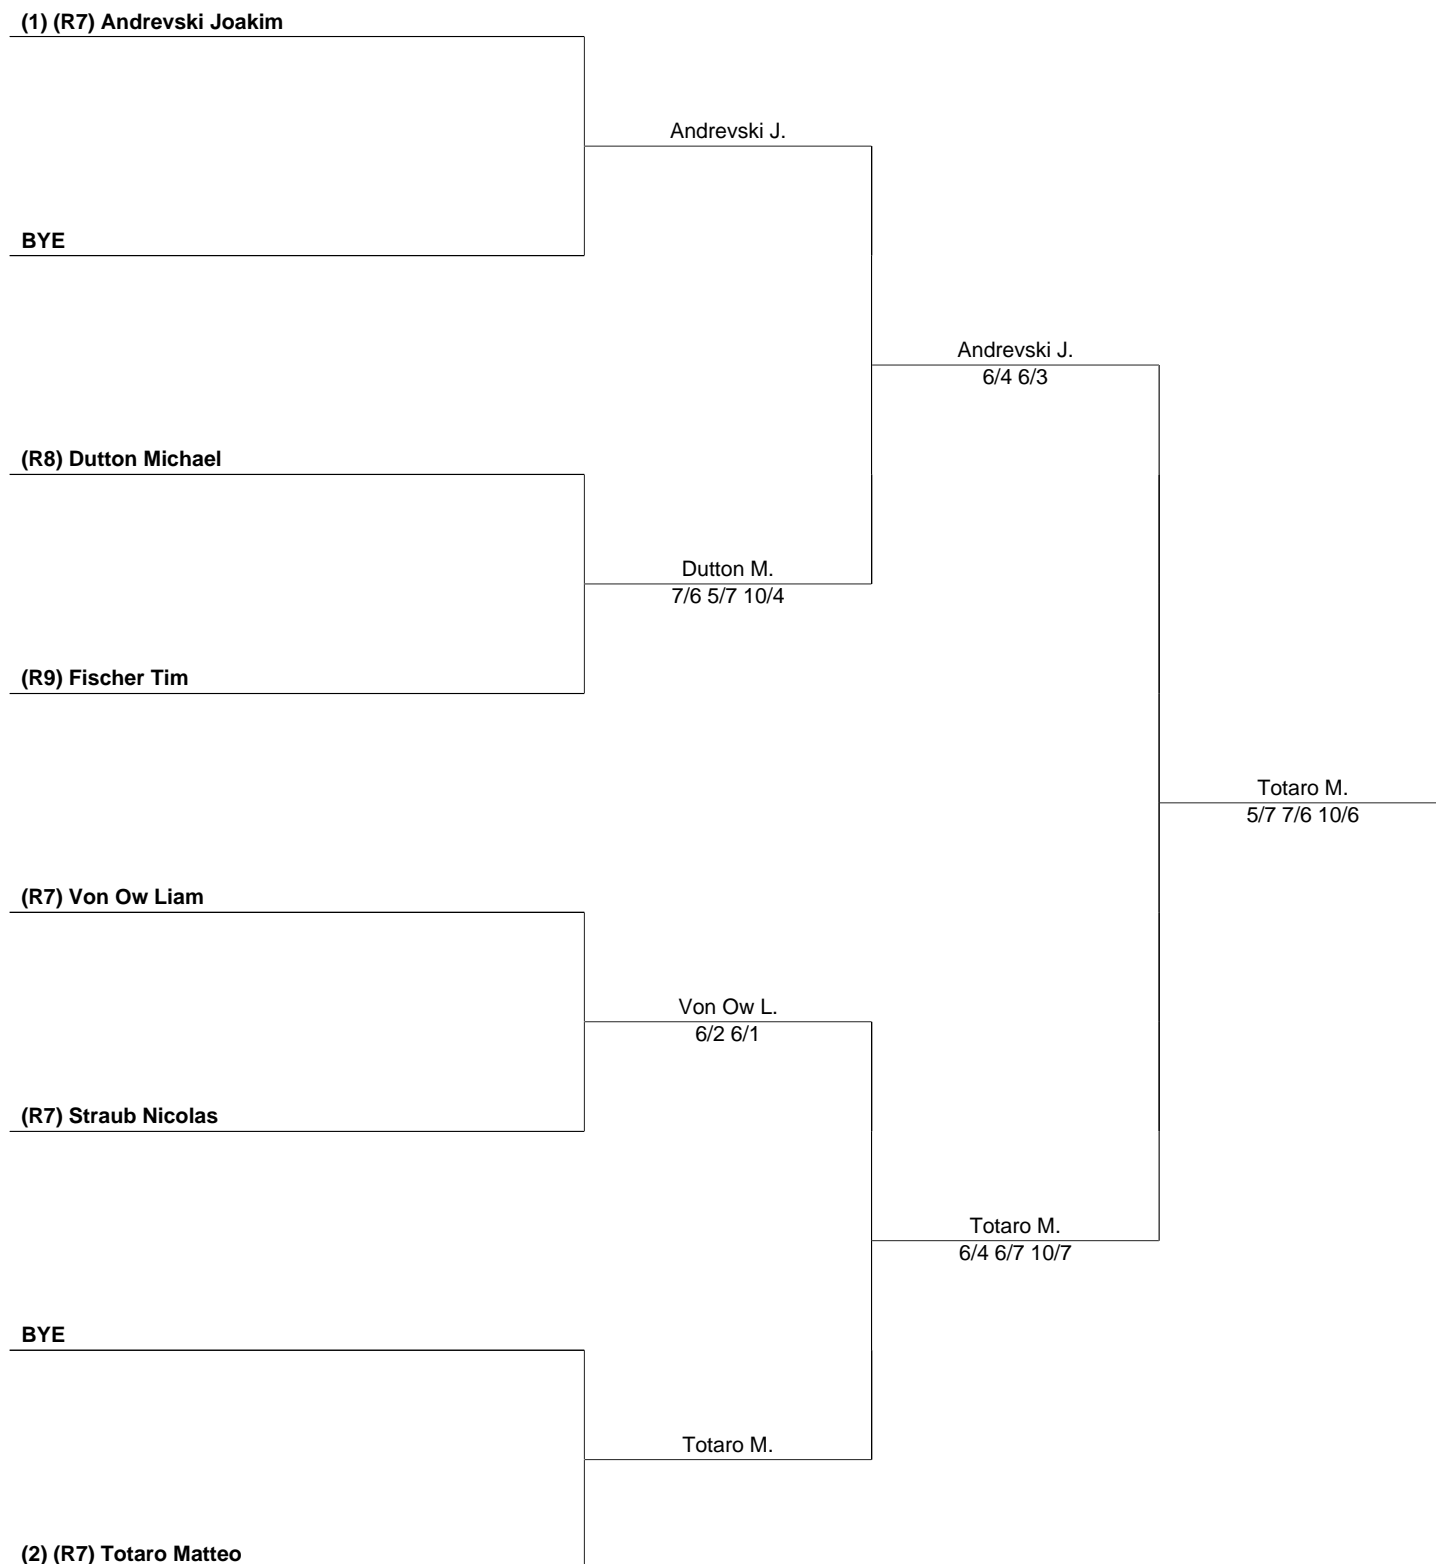 (1) (R7) Andrevski Joakim
Andrevski J.
BYE
Andrevski J.
6/4 6/3
(R8) Dutton Michael
Dutton M.
7/6 5/7 10/4
(R9) Fischer Tim
Totaro M.
5/7 7/6 10/6
(R7) Von Ow Liam
Von Ow L.
6/2 6/1
(R7) Straub Nicolas
Totaro M.
6/4 6/7 10/7
BYE
Totaro M.
(2) (R7) Totaro Matteo